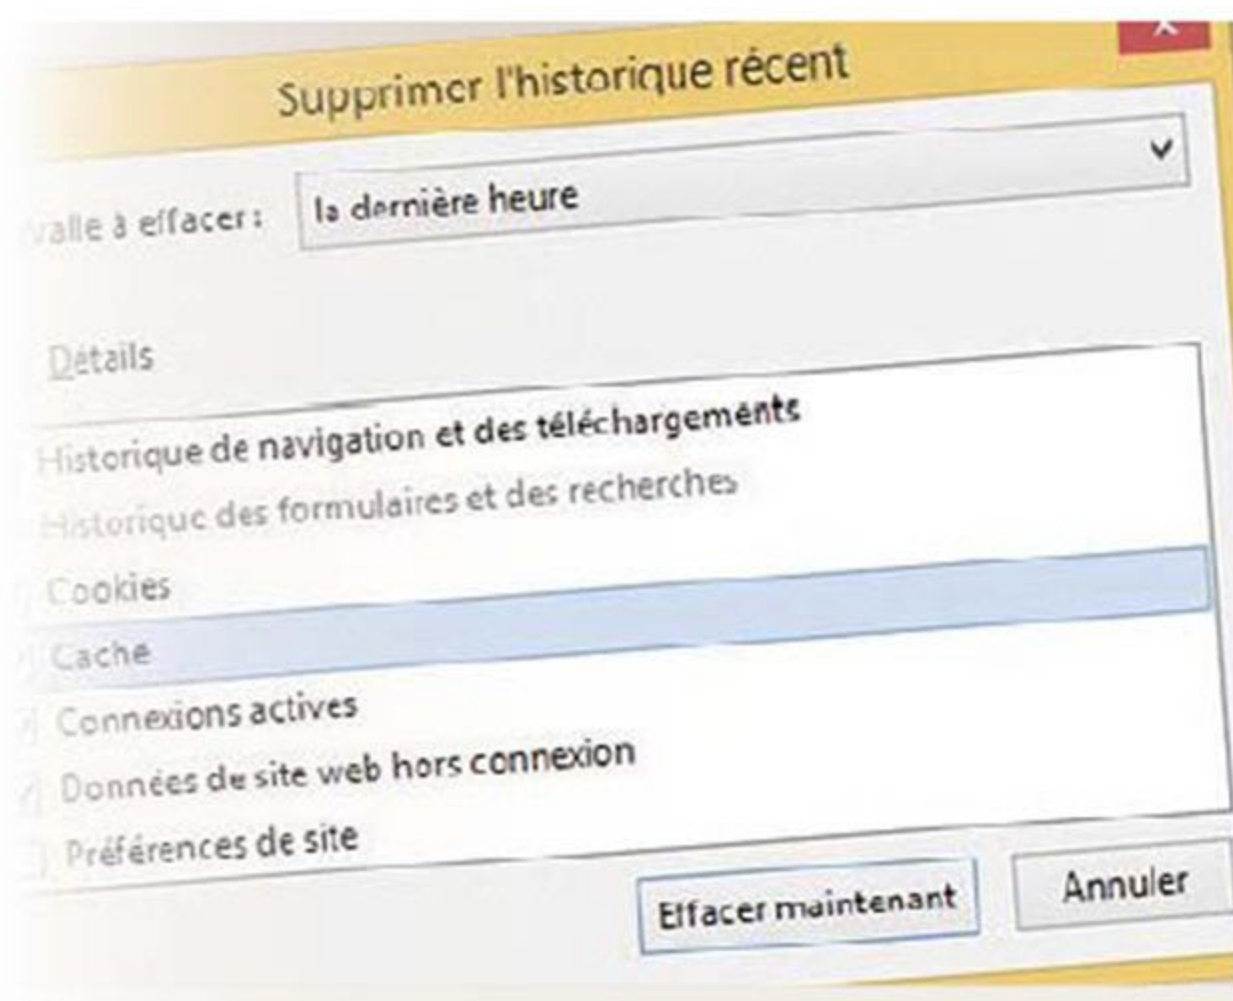 Supprimer l'historique récent
à effacer :
la dernière heure
Détails
Historique de navigation et des téléchargements
Historique des formulaires et des recherches
Cookies
Cache
Connexions actives
Données de site web hors connexion
Préférences de site
Effacer maintenant
Annuler